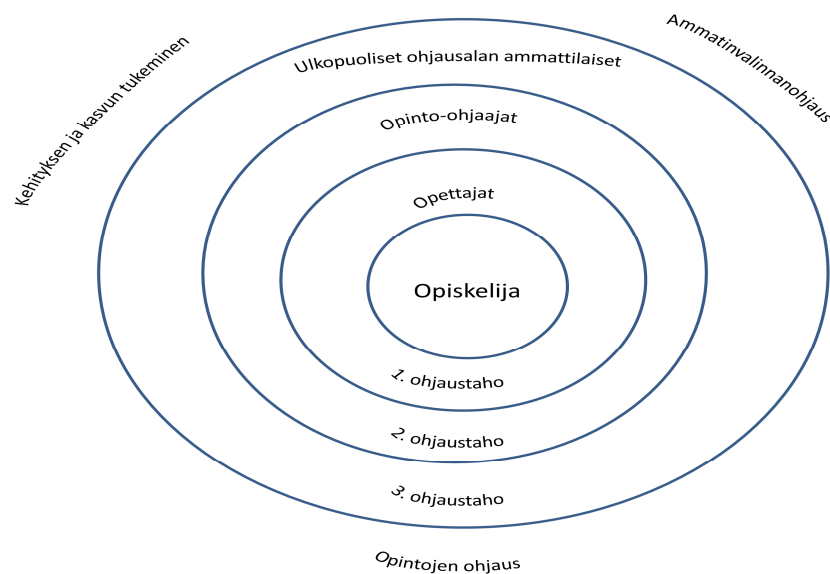 Kehityksen ja kasvun tukeminen
Ammatinvalinnanohjaus
Ulkopuoliset ohjausalan ammattilaiset
Opinto-ohjaajat
Opettajat
Opiskelija
1. ohjaustaho
2. ohjaustaho
3. ohjaustaho
Opintojen ohjaus